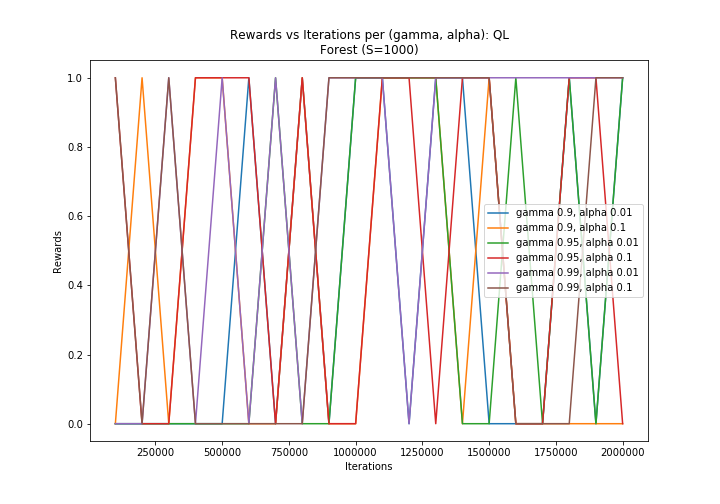 Rewards vs Iterations per (gamma, alpha): QL
Forest (S=1000)
1.0
0.8
0.6
0.4
0.2
0.0
Rewards
gamma 0.9, alpha 0.01
gamma 0.9, alpha 0.1
gamma 0.95, alpha 0.01
gamma 0.95, alpha 0.1
gamma 0.99, alpha 0.01
gamma 0.99, alpha 0.1
250000 500000 750000 1000000 1250000 1500000 1750000 2000000
Iterations